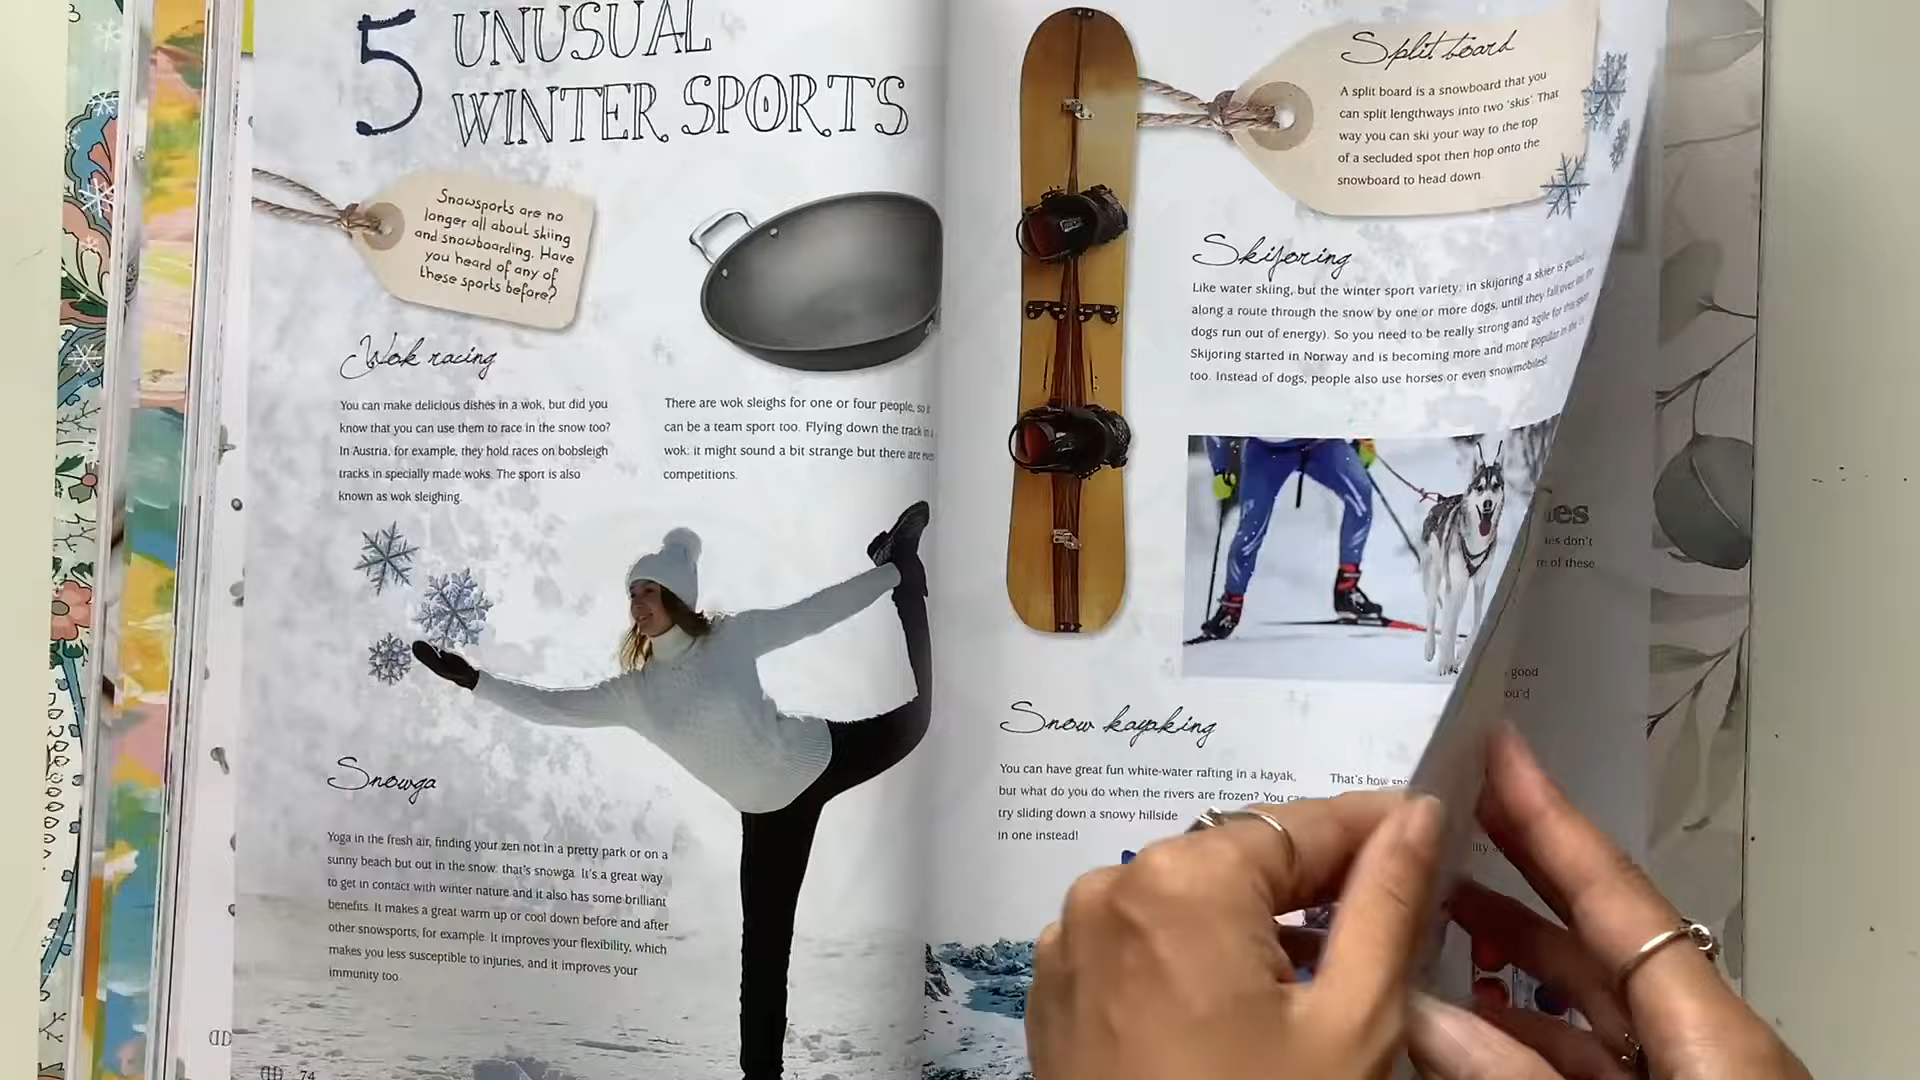 5 UNUSUAL
WINTER SPORTS
Snowsports are no
longer all about skiing
and snowboarding. Have
you heard of any of
these sports before?
Wok racing
You can make delicious dishes in a wok, but did you
know that you can use them to race in the snow too?
In Austria, for example, they hold races on bobsleigh
tracks in specially made woks. The sport is also
known as wok sleighing.
There are wok sleighs for one or four people, so it
can be a team sport too. Flying down the track in a
wok: it might sound a bit strange but there are even
competitions.
Snowga
Yoga in the fresh air, finding your zen not in a pretty park or on a
sunny beach but out in the snow: that's snowga. It's a great way
to get in contact with winter nature and it also has some brilliant
benefits. It makes a great warm up or cool down before and after
other snowsports, for example. It improves your flexibility, which
makes you less susceptible to injuries, and it improves your
immunity too.
74
Split board
A split board is a snowboard that you
can split lengthways into two 'skis'. That
way you can ski your way to the top
of a secluded spot then hop onto the
snowboard to head down.
Skijoring
Like water skiing, but the winter sport variety: in skijoring a skier is pulled
along a route through the snow by one or more dogs, until they fall over
dogs run out of energy). So you need to be really strong and agile for this sport.
Skijoring started in Norway and is becoming more and more popular in the
too. Instead of dogs, people also use horses or even snowmobiles!
Snow kayaking
You can have great fun white-water rafting in a kayak,
but what do you do when the rivers are frozen? You can
try sliding down a snowy hillside
in one instead!
That's how
don't
of these
good